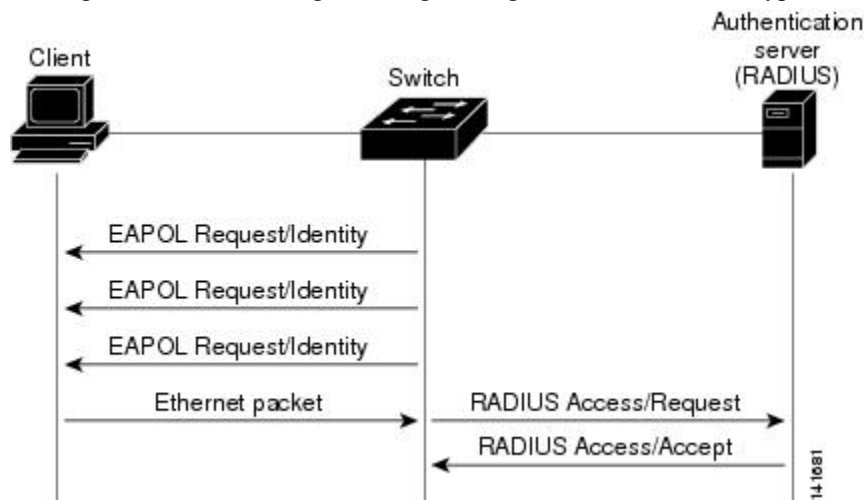 Client
Switch
Authentication
server
(RADIUS)
EAPOL Request/Identity
EAPOL Request/Identity
EAPOL Request/Identity
Ethernet packet
RADIUS Access/Request
RADIUS Access/Accept
141681